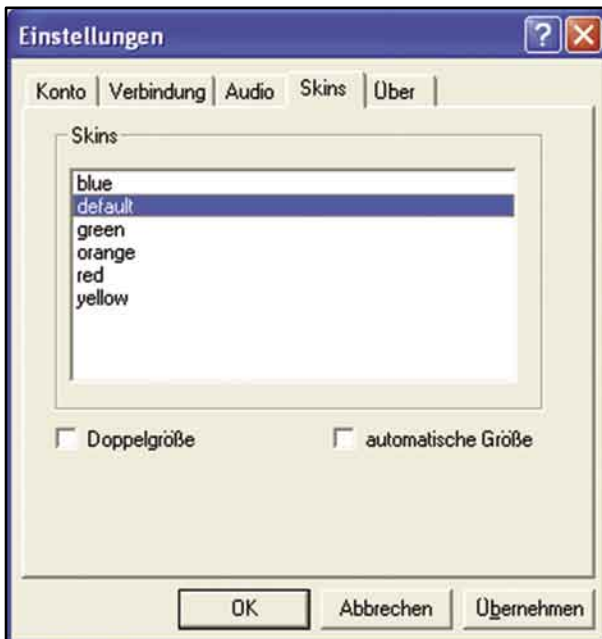 Einstellungen
Konto Verbindung Audio Skins Über
Skins
blue
default
green
orange
red
yellow
Doppelgröße automatische Größe
OK Abbrechen Übernehmen